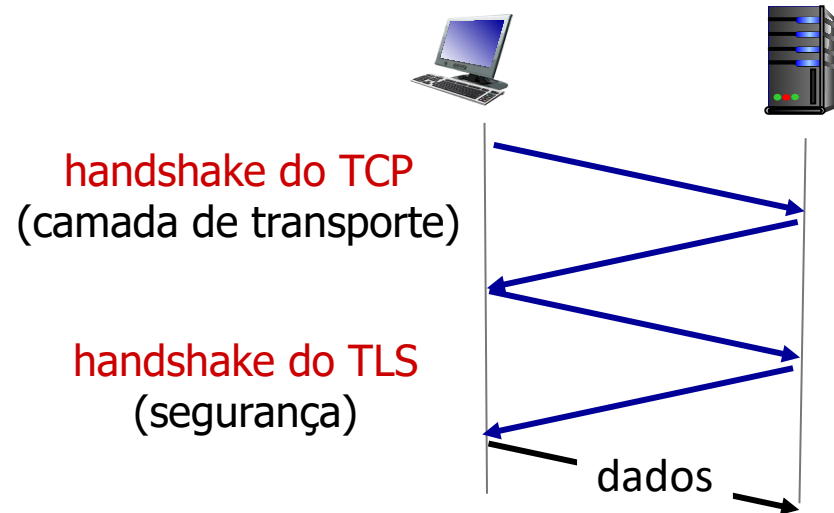 handshake do TCP
(camada de transporte)
handshake do TLS
(segurança)
dados